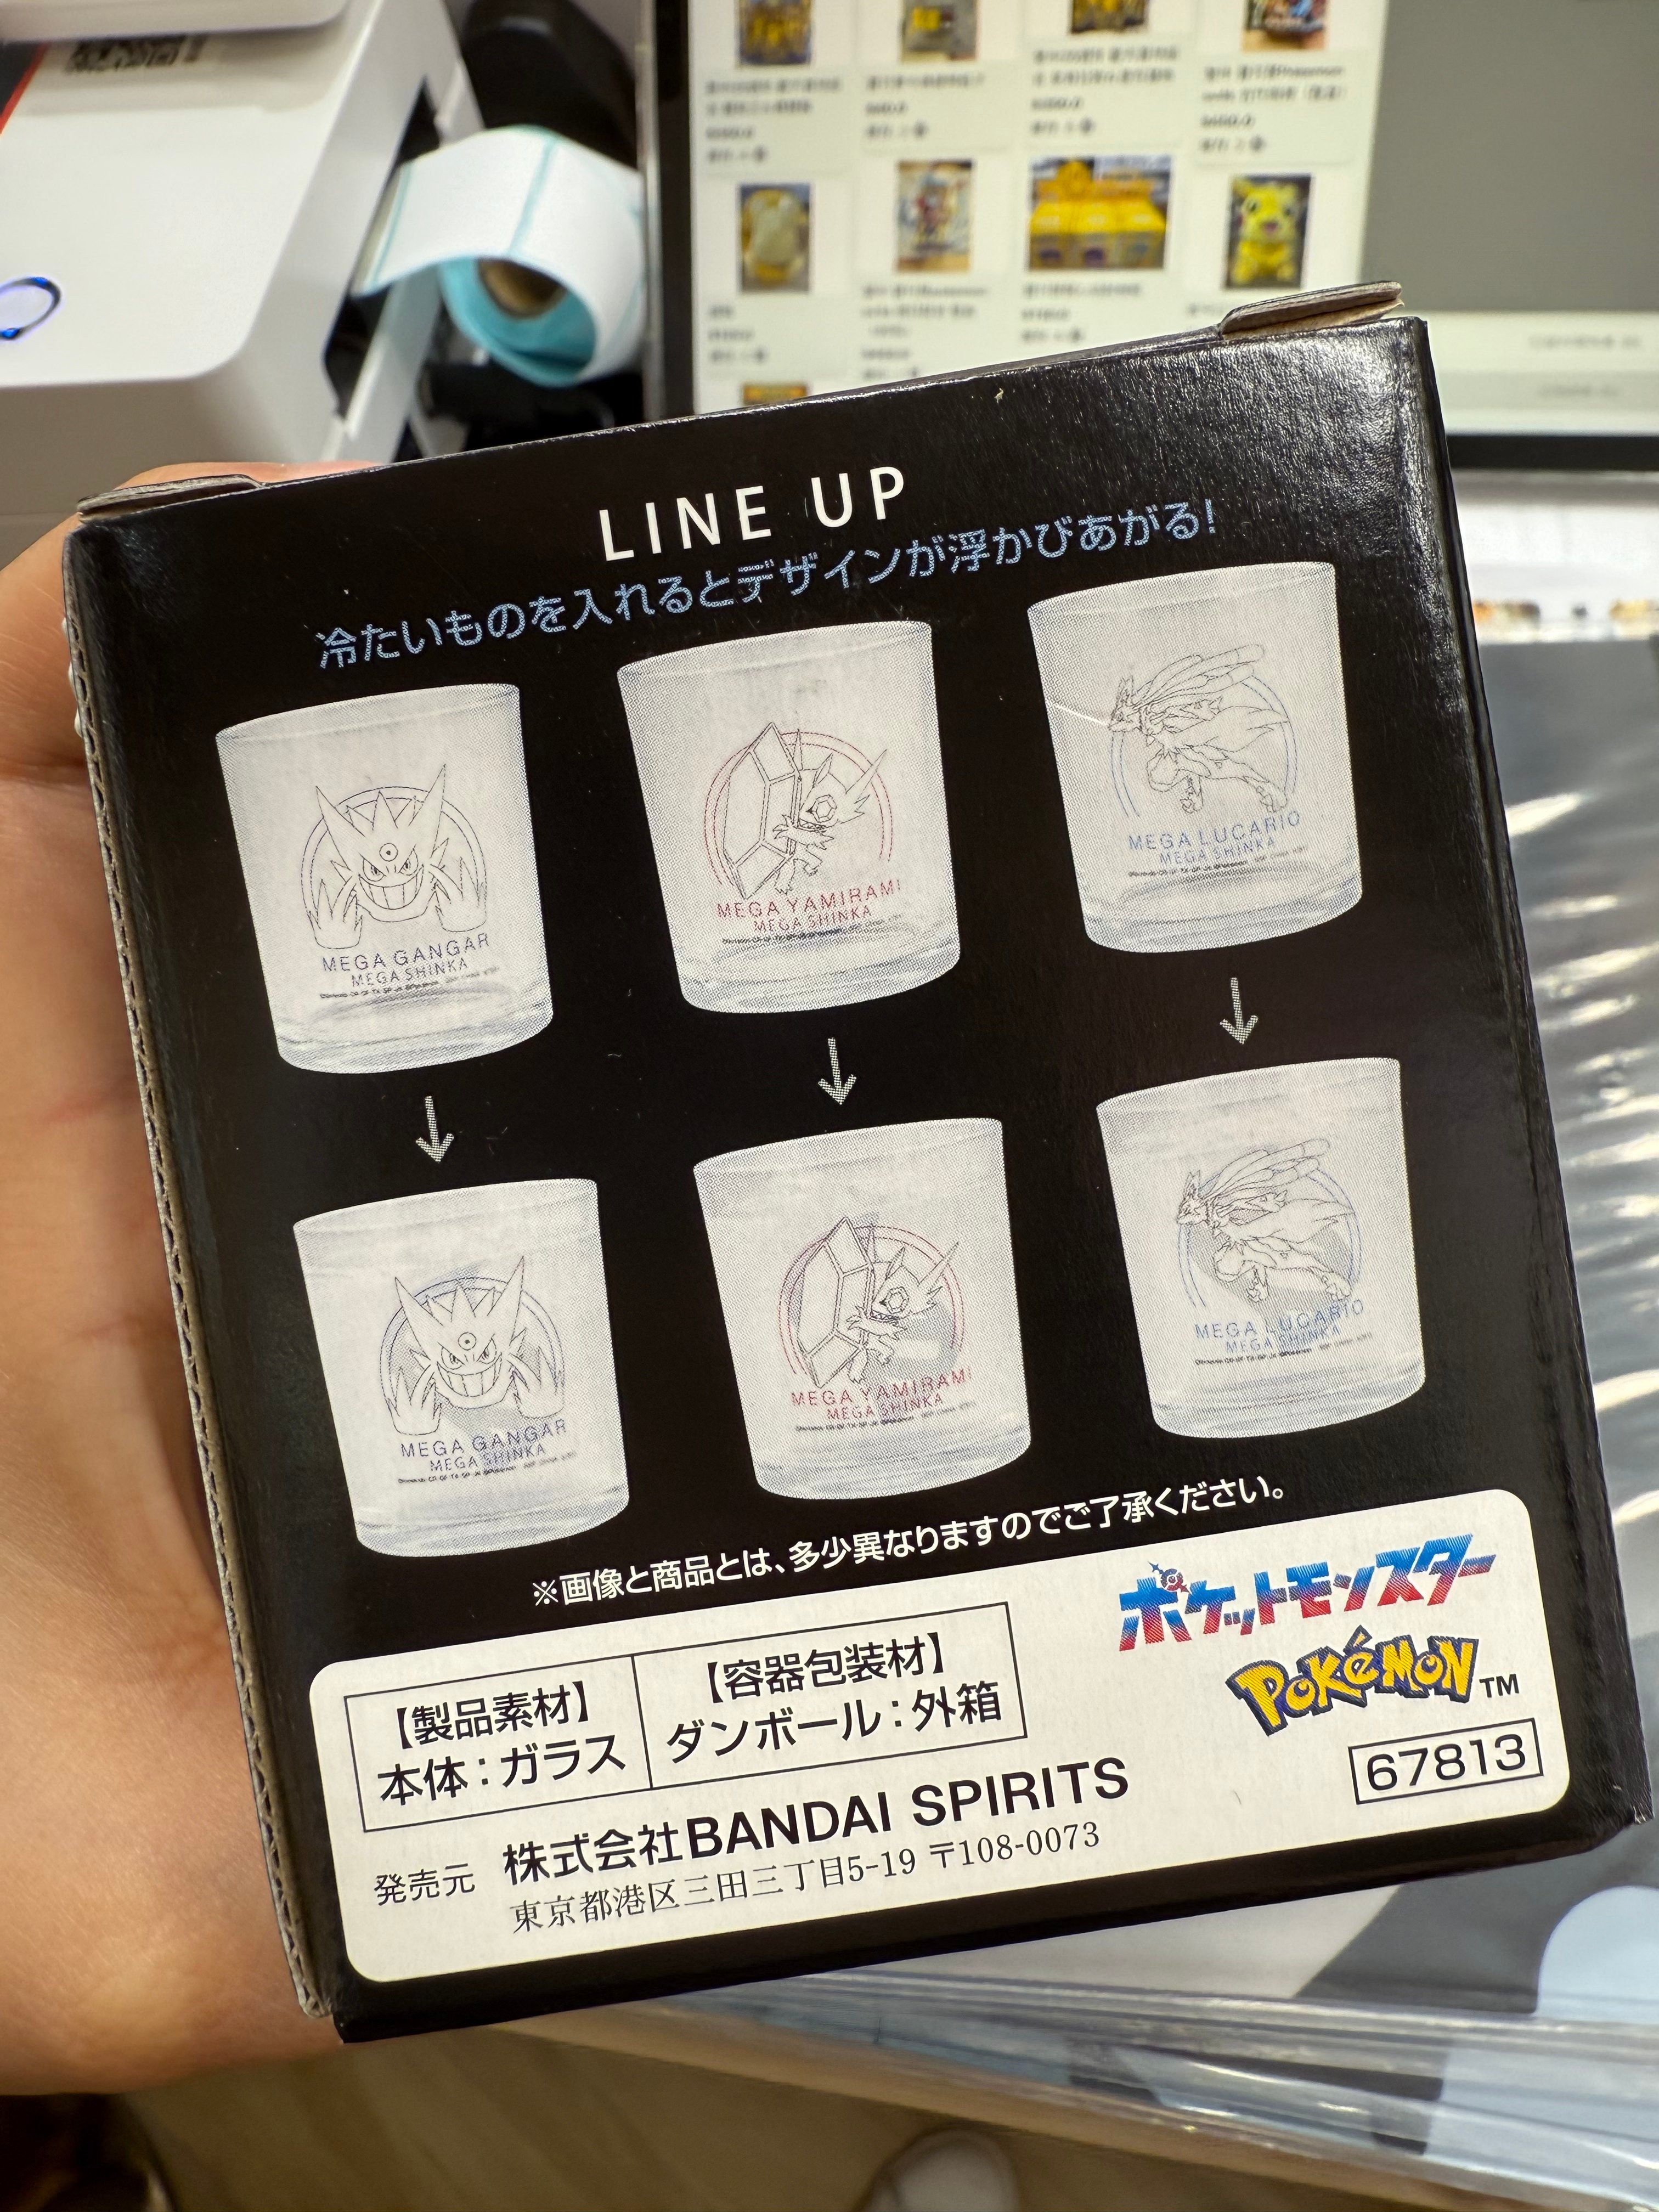 LINE UP
冷たいものを入れるとデザインが浮かびあがる!
MEGA GANGAR
MEGA SHINKA
MEGA YAMIRAMI
MEGA SHINKA
MEGA LUCARIO
MEGA SHINKA
↓
↓
↓
MEGA GANGAR
MEGA SHINKA
MEGA YAMIRAMI
MEGA SHINKA
MEGA LUCARIO
MEGA SHINKA
※画像と商品とは、多少異なりますのでご了承ください。
【製品素材】
本体:ガラス
【容器包装材】
ダンボール:外箱
ポケットモンスター
POKÉMON TM
67813
発売元 株式会社BANDAI SPIRITS
東京都港区三田三丁目5-19 〒108-0073